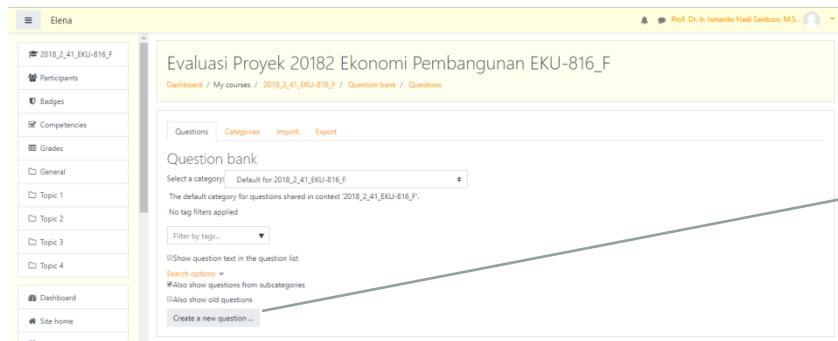 Elena
Prof. Dr. Ir. Ismanto Hadi Santoso, M.S.
2018_2_41_EKU-816_F
Participants
Badges
Competencies
Grades
General
Topic 1
Topic 2
Topic 3
Topic 4
Dashboard
Site home
Evaluasi Proyek 20182 Ekonomi Pembangunan EKU-816_F
Dashboard / My courses / 2018_2_41_EKU-816_F / Question bank / Questions
Questions Categories Import Export
Question bank
Select a category: Default for 2018_2_41_EKU-816_F
The default category for questions shared in context '2018_2_41_EKU-816_F'.
No tag filters applied
Filter by tags...
Show question text in the question list
Search options
Also show questions from subcategories
Also show old questions
Create a new question ...